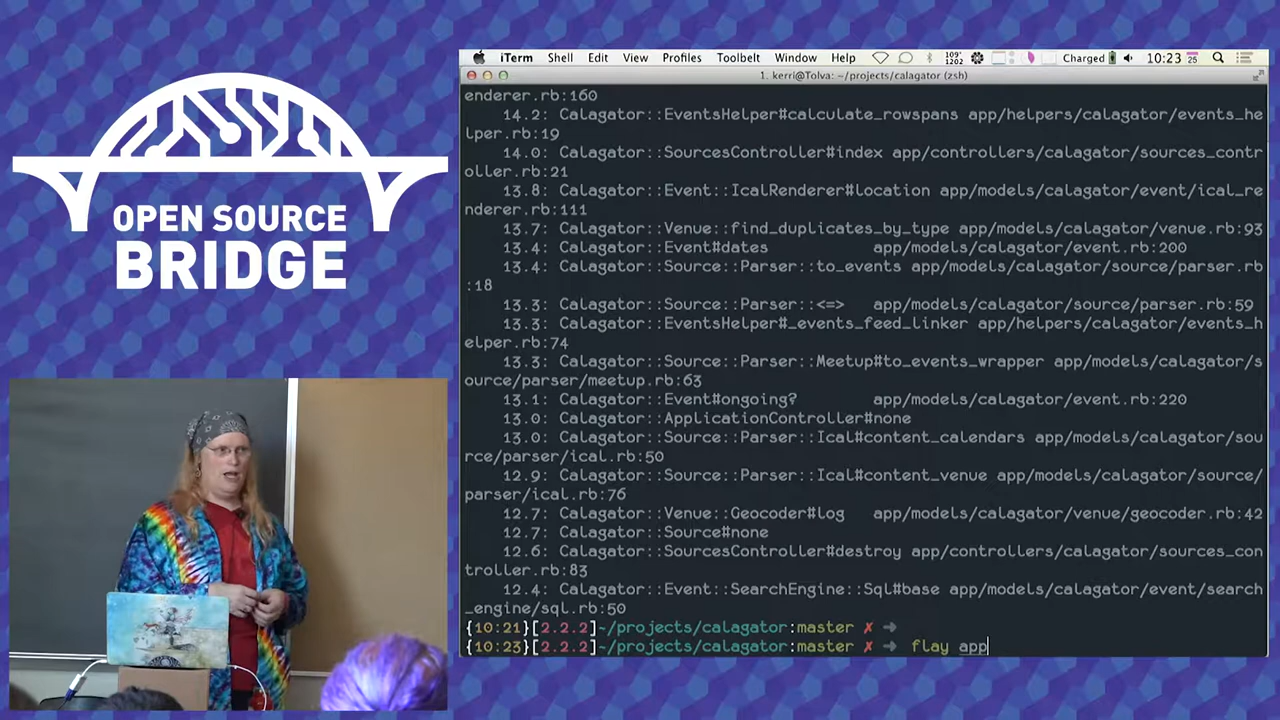 OPEN SOURCE
BRIDGE
iTerm Shell Edit View Profiles Toolbelt Window Help 109° 1202 Charged 10:23 25
1. kerri@Tolva: ~/projects/calagator (zsh)
enderer.rb:160
14.2: Calagator::EventsHelper#calculate_rowspans app/helpers/calagator/events_he
lper.rb:19
14.0: Calagator::SourcesController#index app/controllers/calagator/sources_contr
oller.rb:21
13.8: Calagator::Event::IcalRenderer#location app/models/calagator/event/ical_re
nderer.rb:111
13.7: Calagator::Venue::find_duplicates_by_type app/models/calagator/venue.rb:93
13.4: Calagator::Event#dates app/models/calagator/event.rb:200
13.4: Calagator::Source::Parser::to_events app/models/calagator/source/parser.rb
:18
13.3: Calagator::Source::Parser::<=> app/models/calagator/source/parser.rb:59
13.3: Calagator::EventsHelper#_events_feed_linker app/helpers/calagator/events_h
elper.rb:74
13.3: Calagator::Source::Parser::Meetup#to_events_wrapper app/models/calagator/s
ource/parser/meetup.rb:63
13.1: Calagator::Event#ongoing? app/models/calagator/event.rb:220
13.0: Calagator::ApplicationController#none
13.0: Calagator::Source::Parser::Ical#content_calendars app/models/calagator/sou
rce/parser/ical.rb:50
12.9: Calagator::Source::Parser::Ical#content_venue app/models/calagator/source/
parser/ical.rb:76
12.7: Calagator::Venue::Geocoder#log app/models/calagator/venue/geocoder.rb:42
12.7: Calagator::Source#none
12.6: Calagator::SourcesController#destroy app/controllers/calagator/sources_con
troller.rb:83
12.4: Calagator::Event::SearchEngine::Sql#base app/models/calagator/event/search
_engine/sql.rb:50
{10:21}[2.2.2]~/projects/calagator:master ✗ ➜
{10:23}[2.2.2]~/projects/calagator:master ✗ ➜ flay app